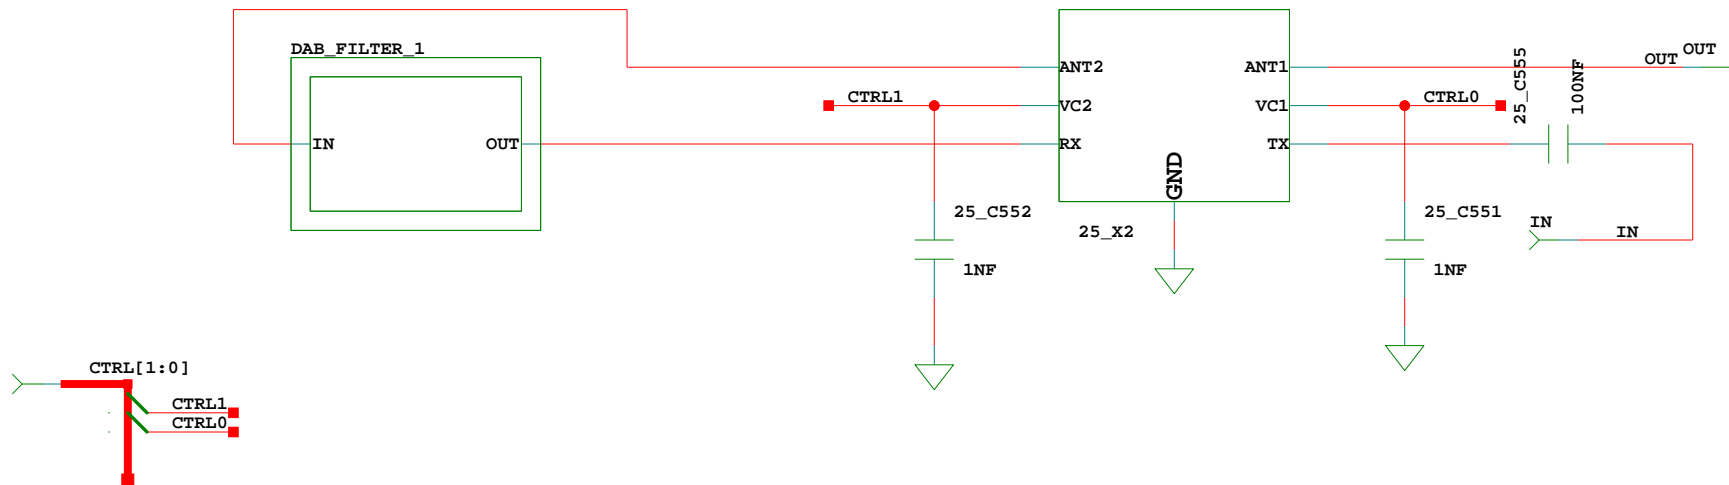 DAB_FILTER_1
IN
OUT
ANT2
VC2
RX
ANT1
VC1
TX
GND
25_X2
CTRL1
CTRL0
25_C555
100NF
OUT
OUT
25_C552
1NF
25_C551
1NF
IN
IN
CTRL[1:0]
CTRL1
CTRL0